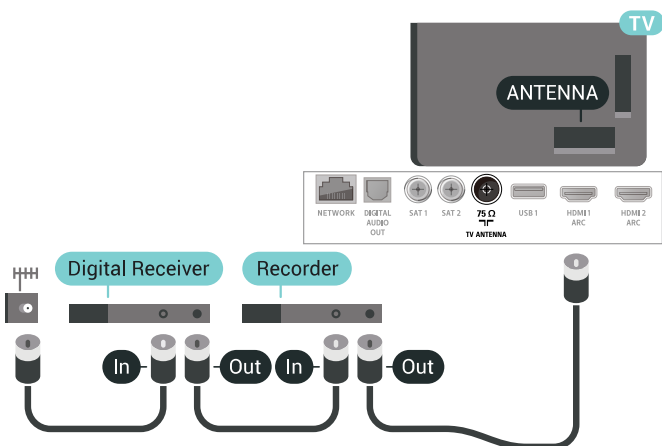 TV
ANTENNA
NETWORK
DIGITAL
AUDIO
OUT
SAT 1
SAT 2
75 Ω
TV ANTENNA
USB 1
HDMI 1
ARC
HDMI 2
ARC
Digital Receiver
Recorder
In
Out
In
Out